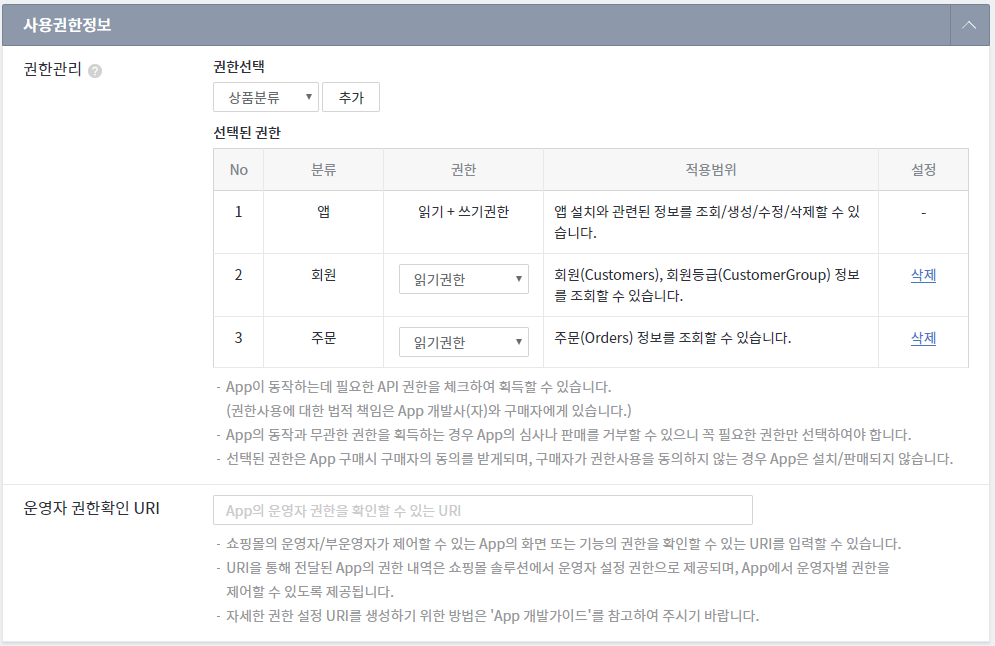 사용권한정보
권한관리 ?
권한선택
상품분류 ▼ 추가
선택된 권한
No 분류 권한 적용범위 설정
1 앱 읽기 + 쓰기권한 앱 설치와 관련된 정보를 조회/생성/수정/삭제할 수 있
습니다. -
2 회원 읽기권한 ▼ 회원(Customers), 회원등급(CustomerGroup) 정보
를 조회할 수 있습니다. 삭제
3 주문 읽기권한 ▼ 주문(Orders) 정보를 조회할 수 있습니다. 삭제
- App이 동작하는데 필요한 API 권한을 체크하여 획득할 수 있습니다.
(권한사용에 대한 법적 책임은 App 개발사(자)와 구매자에게 있습니다.)
- App의 동작과 무관한 권한을 획득하는 경우 App의 심사나 판매를 거부할 수 있으니 꼭 필요한 권한만 선택하여야 합니다.
- 선택된 권한은 App 구매시 구매자의 동의를 받게되며, 구매자가 권한사용을 동의하지 않는 경우 App은 설치/판매되지 않습니다.
운영자 권한확인 URI
App의 운영자 권한을 확인할 수 있는 URI
- 쇼핑몰의 운영자/부운영자가 제어할 수 있는 App의 화면 또는 기능의 권한을 확인할 수 있는 URI를 입력할 수 있습니다.
- URI을 통해 전달된 App의 권한 내역은 쇼핑몰 솔루션에서 운영자 설정 권한으로 제공되며, App에서 운영자별 권한을
제어할 수 있도록 제공됩니다.
- 자세한 권한 설정 URI를 생성하기 위한 방법은 'App 개발가이드'를 참고하여 주시기 바랍니다.